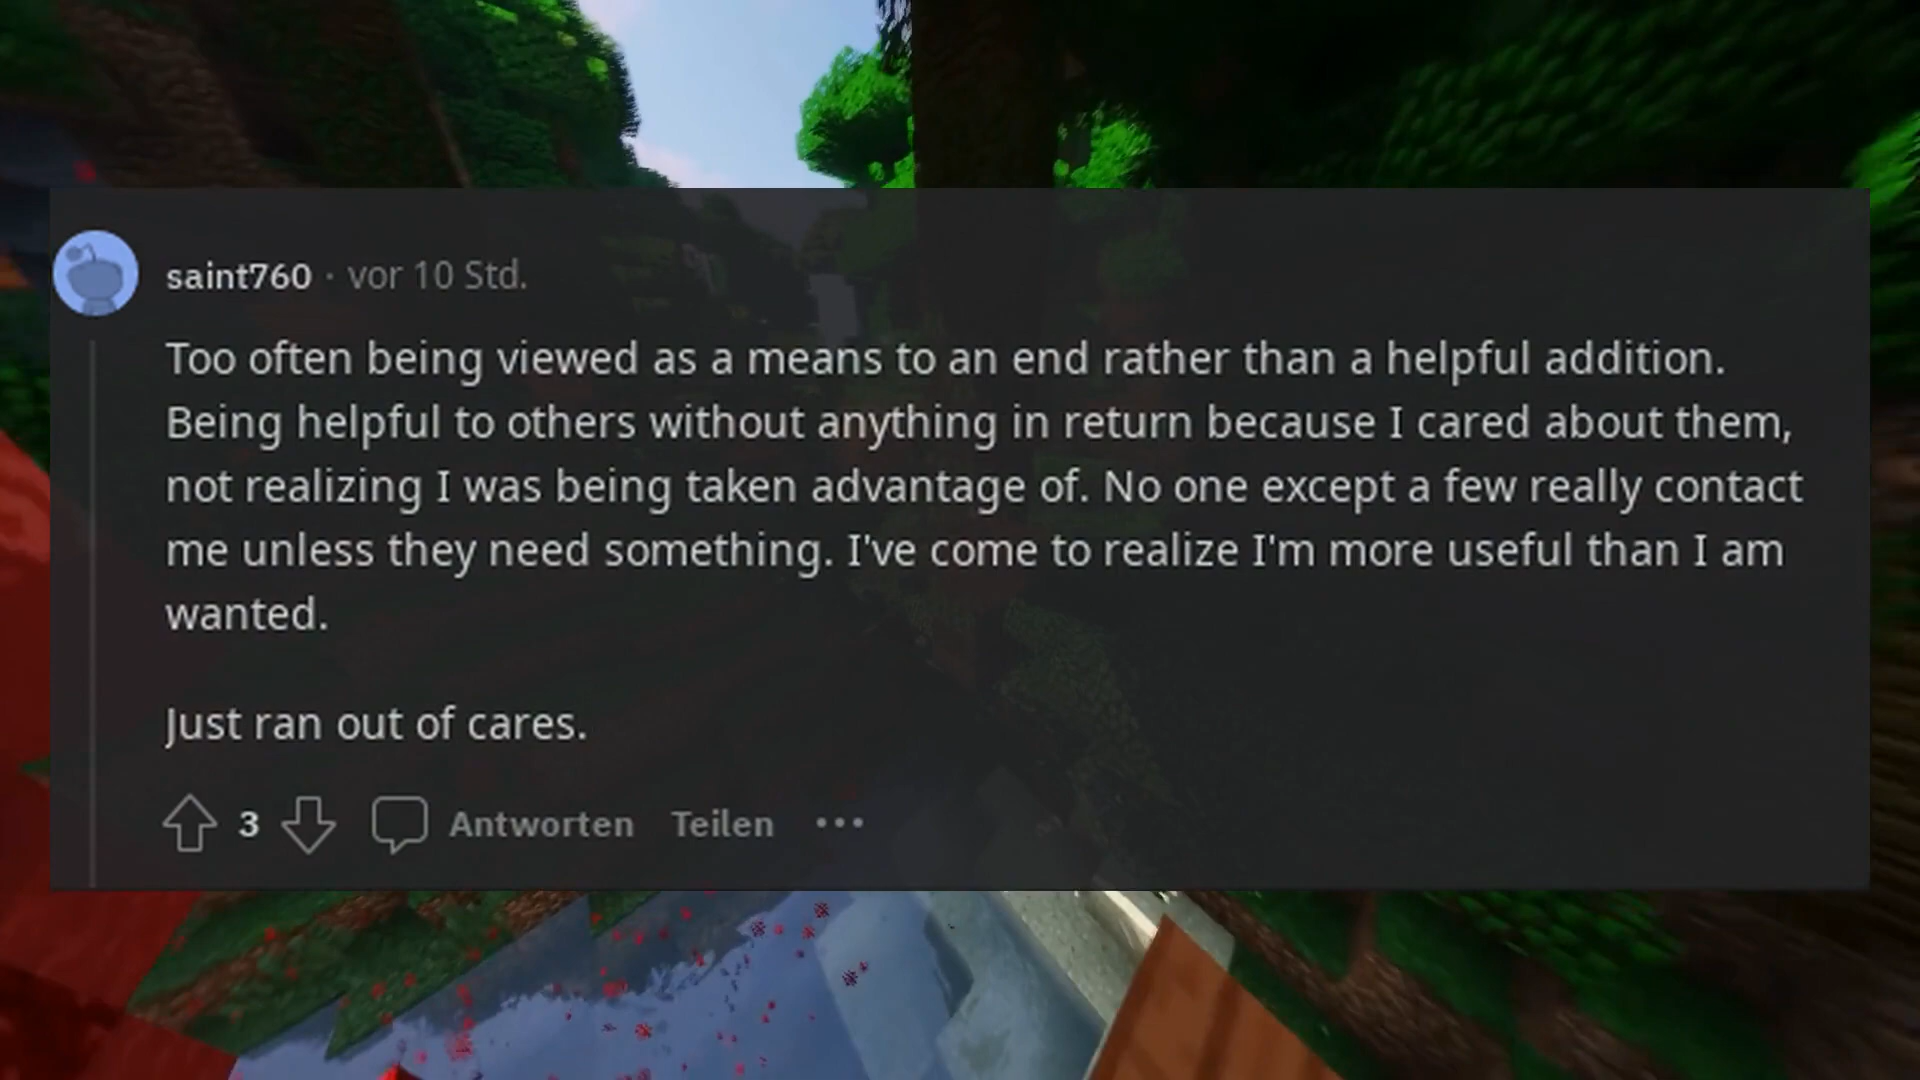 saint760 · vor 10 Std.
Too often being viewed as a means to an end rather than a helpful addition.
Being helpful to others without anything in return because I cared about them,
not realizing I was being taken advantage of. No one except a few really contact
me unless they need something. I've come to realize I'm more useful than I am
wanted.
Just ran out of cares.
3 Antworten Teilen •••